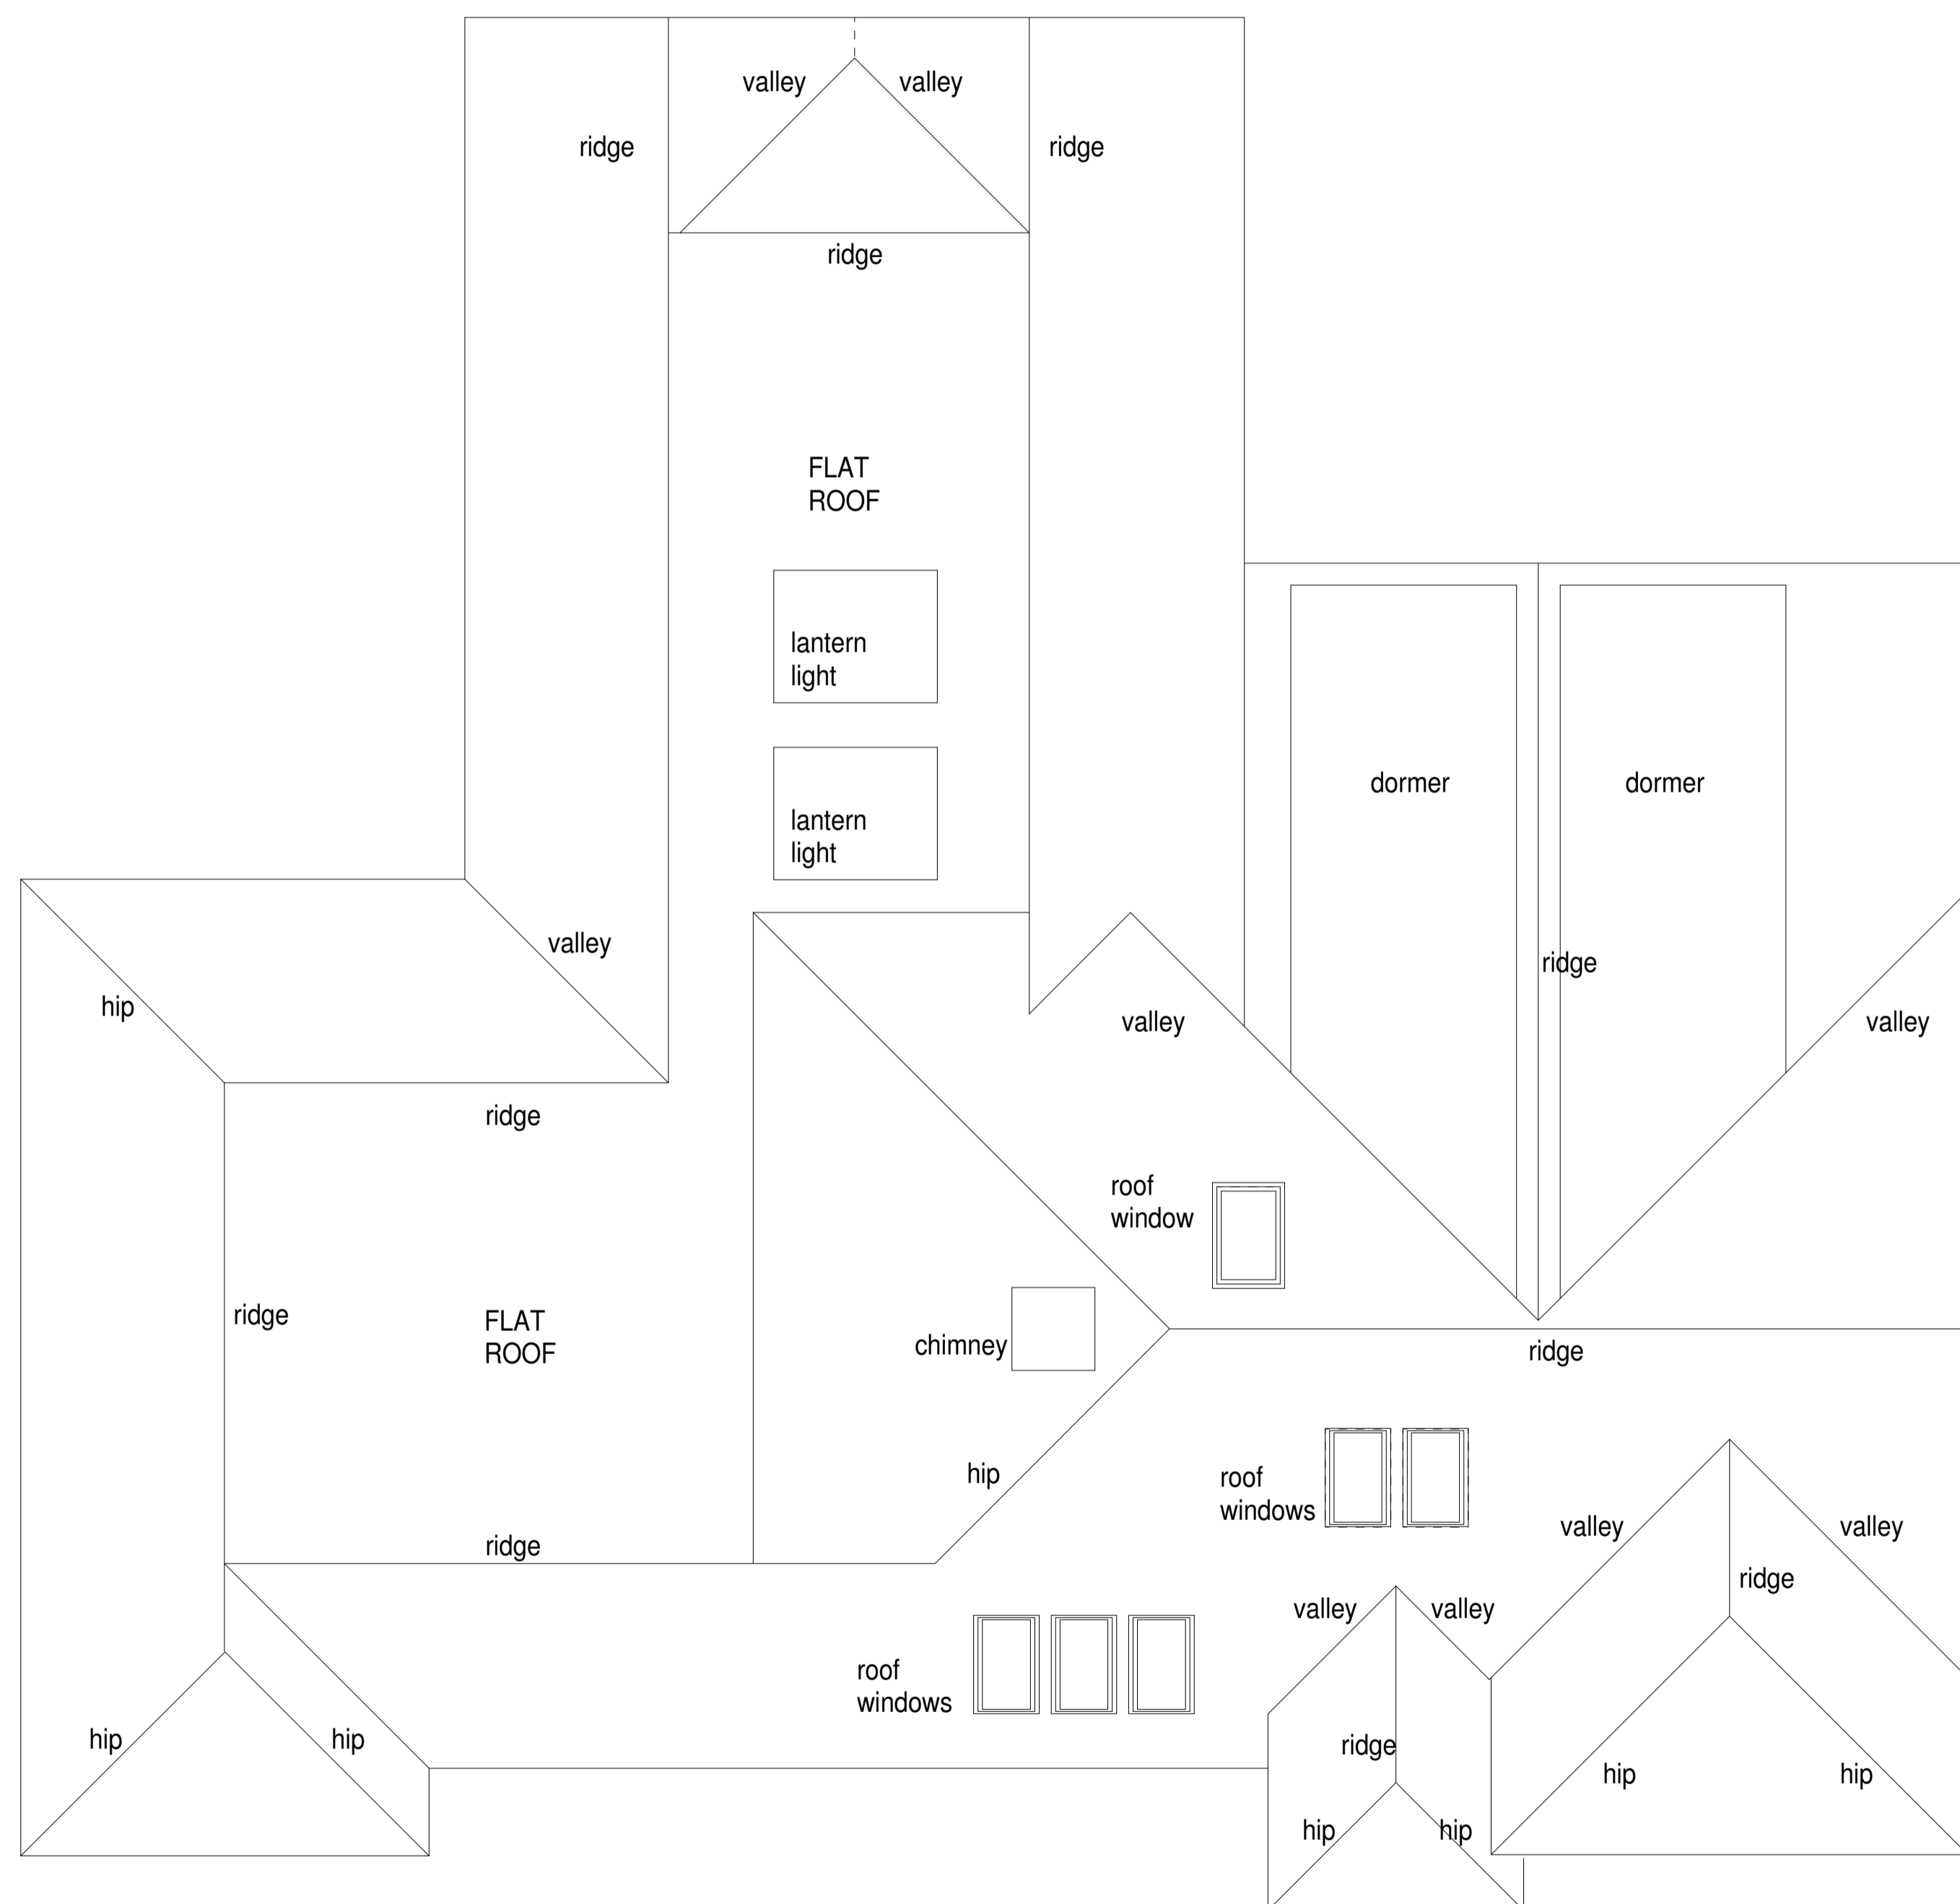 valley
valley
ridge
ridge
ridge
FLAT
ROOF
lantern
light
dormer
dormer
lantern
light
valley
ridge
hip
valley
valley
ridge
roof
window
ridge
FLAT
ROOF
chimney
ridge
hip
roof
windows
valley
valley
ridge
ridge
valley
valley
roof
windows
hip
hip
ridge
hip
hip
hip
hip